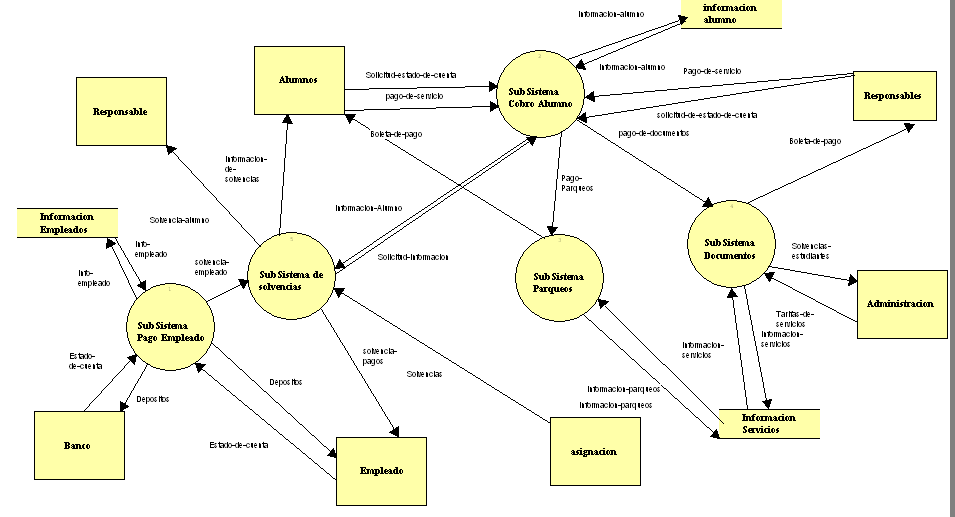 Informacion-alumno
informacion
alumno
Alumnos
Solicitud-estado-de-cuenta
pago-de-servicio
Sub Sistema
Cobro Alumno
Informacion-alumno
Pago-de-servicio
solicitud-de-estado-de-cuenta
Responsables
Responsable
Boleta-de-pago
pago-de-documentos
Boleta-de-pago
Informacion-
de-
solvencias
Pago-
Parqueos
Informacion
Empleados
Solvencia-alumno
Informacion-Alumno
Info-
empleado
solvencia-
empleado
Solicitud-Informacion
Sub Sistema
Documentos
Solvencias-
estudiantes
Info-
empleado
Sub Sistema de
solvencias
Sub Sistema
Parqueos
Administracion
Sub Sistema
Pago Empleado
Tarifas-de-
servicios
Informacion-
servicios
Informacion-
servicios
Estado-
de-cuenta
solvencia-
pagos
Solvencias
Depositos
Depositos
Informacion-parqueos
Informacion-parqueos
Informacion
Servicios
Banco
Estado-de-cuenta
Empleado
asignacion